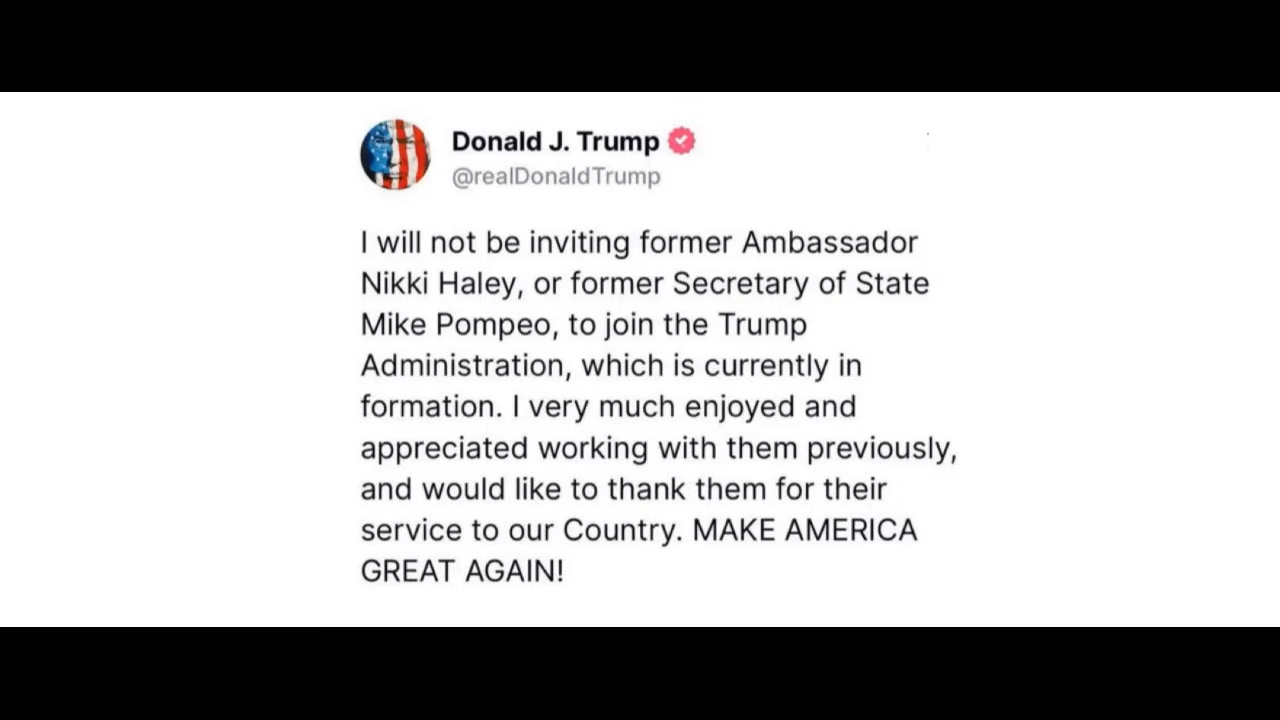 Donald J. Trump
@realDonaldTrump
I will not be inviting former Ambassador
Nikki Haley, or former Secretary of State
Mike Pompeo, to join the Trump
Administration, which is currently in
formation. I very much enjoyed and
appreciated working with them previously,
and would like to thank them for their
service to our Country. MAKE AMERICA
GREAT AGAIN!